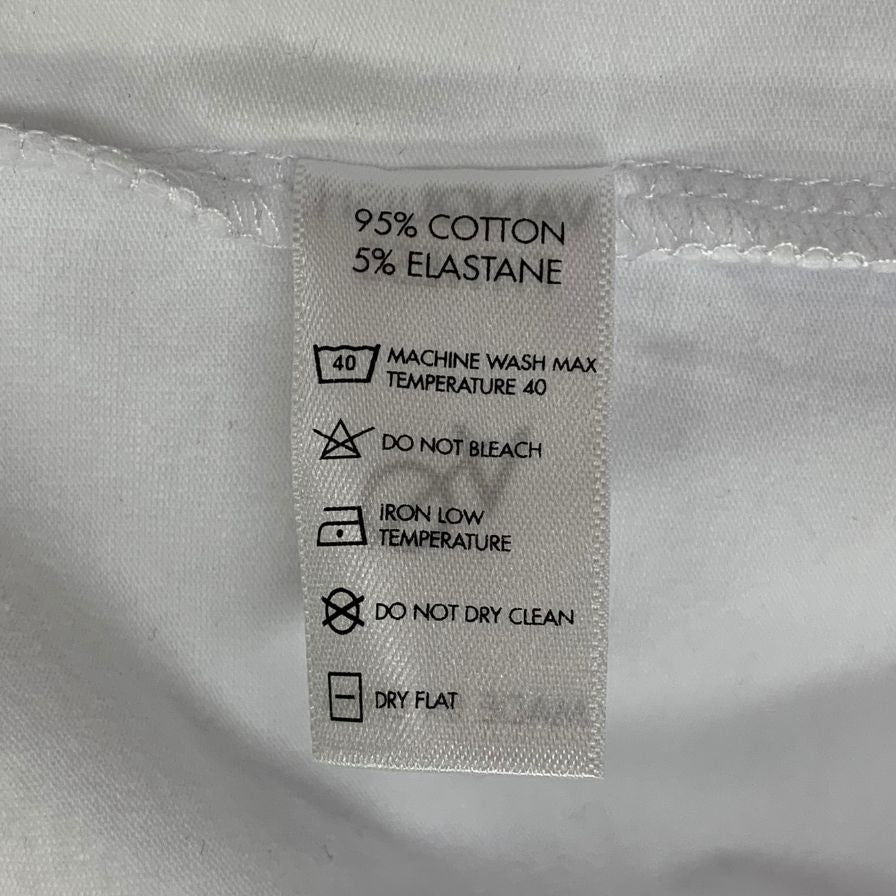 95% COTTON
5% ELASTANE
40 MACHINE WASH MAX
TEMPERATURE 40
DO NOT BLEACH
IRON LOW
TEMPERATURE
DO NOT DRY CLEAN
DRY FLAT